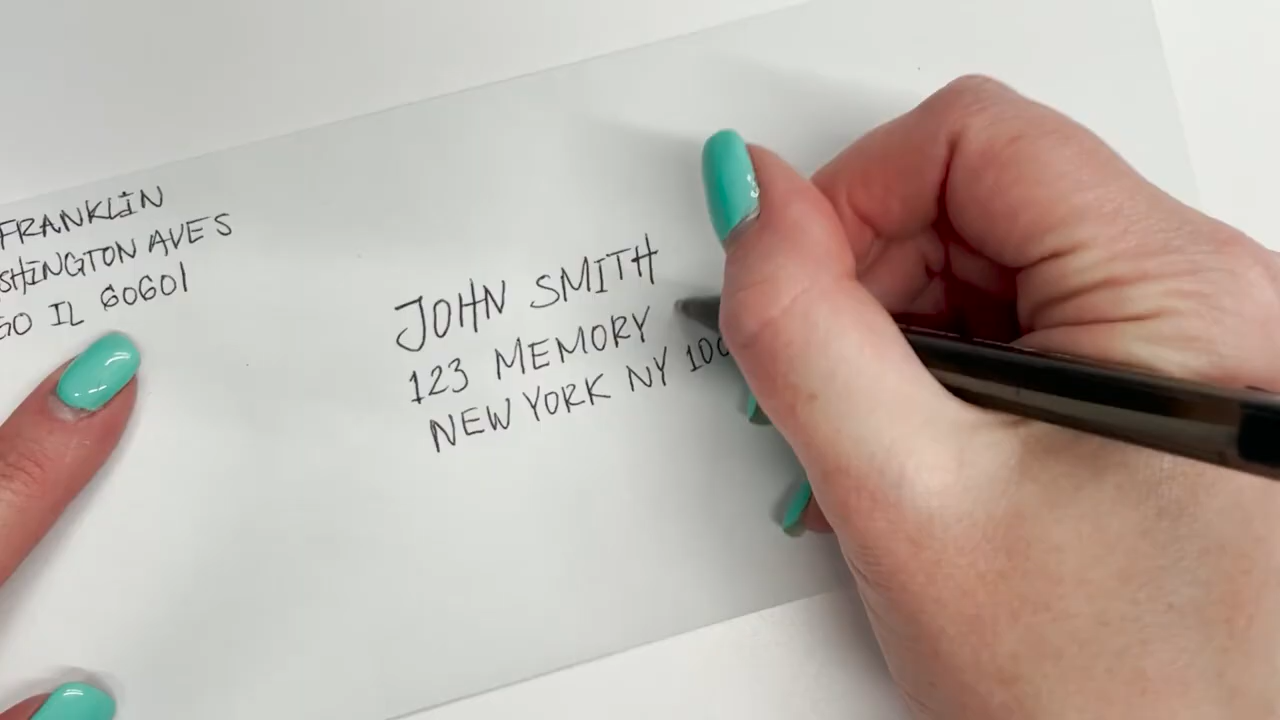 FRANKLIN
SHINGTON AVE S
GO IL 60601
JOHN SMITH
123 MEMORY
NEW YORK NY 100